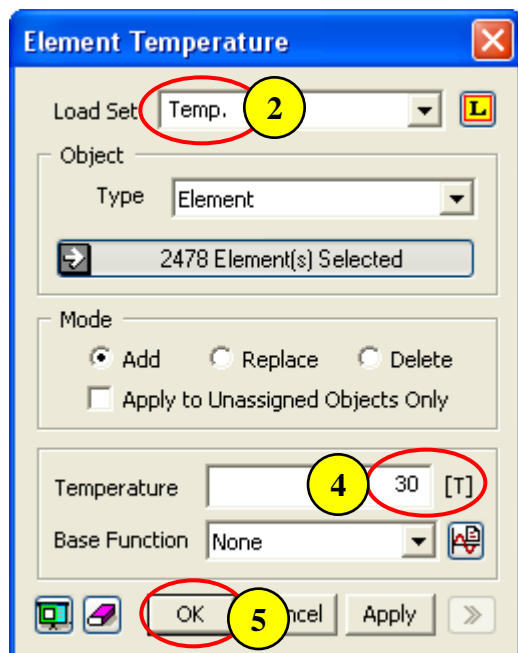 Element Temperature
Load Set Temp. 2 L
Object
Type Element
2478 Element(s) Selected
Mode
Add Replace Delete
Apply to Unassigned Objects Only
Temperature 4 30 [T]
Base Function None
OK 5 ncel Apply